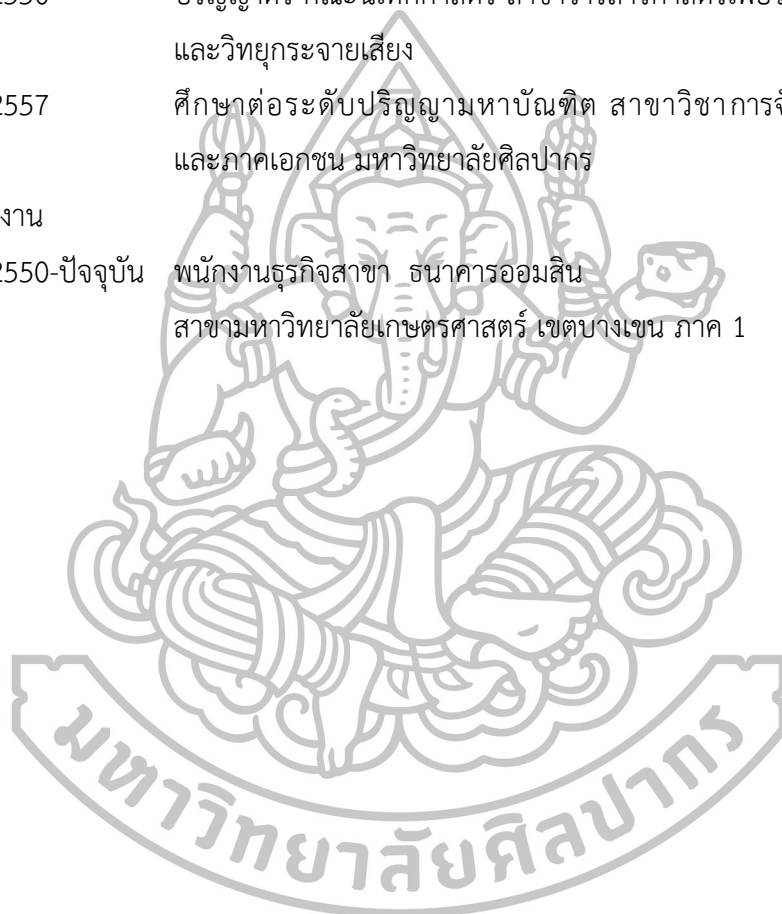 และวิทยุกระจายเสียง
2557 ศึกษาต่อระดับปริญญามหาบัณฑิต สาขาวิชาการจั
และภาคเอกชน มหาวิทยาลัยศิลปากร
งาน
2550-ปัจจุบัน พนักงานธุรกิจสาขา ธนาคารออมสิน
สาขามหาวิทยาลัยเกษตรศาสตร์ เขตบางเขน ภาค 1
มหาวิทยาลัยศิลปากร